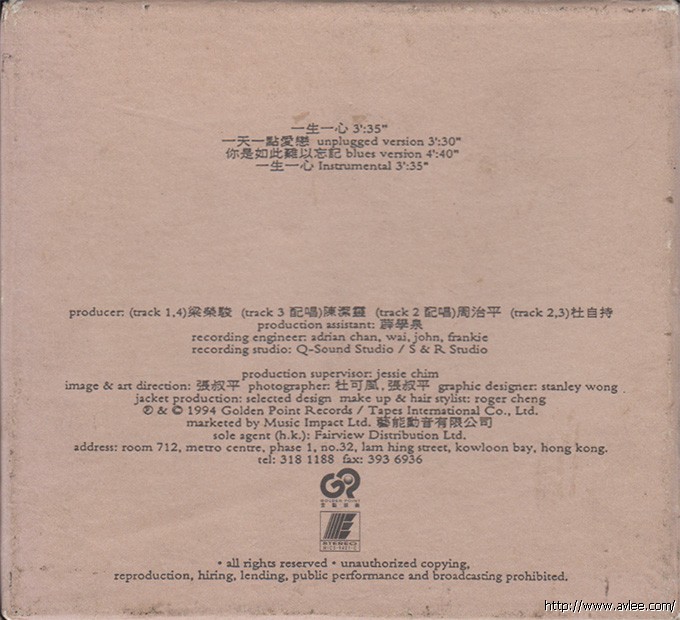 一生一心 3':35"
一天一點愛戀 unplugged version 3':30"
你是如此難以忘記 blues version 4':40"
一生一心 Instrumental 3':35"
producer: (track 1,4)梁榮駿 (track 3 配唱)陳潔靈 (track 2 配唱)周治平 (track 2,3)杜自持
production assistant: 薛學泉
recording engineer: adrian chan, wai, john, frankie
recording studio: Q-Sound Studio / S & R Studio
production supervisor: jessie chim
image & art direction: 張叔平 photographer: 杜可風,張叔平 graphic designer: stanley wong
jacket production: selected design make up & hair stylist: roger cheng
℗ & © 1994 Golden Point Records / Tapes International Co., Ltd.
marketed by Music Impact Ltd. 藝能動音有限公司
sole agent (h.k.): Fairview Distribution Ltd.
address: room 712, metro centre, phase 1, no.32, lam hing street, kowloon bay, hong kong.
tel: 318 1188 fax: 393 6936
GOLDEN POINT
STEREO
• all rights reserved • unauthorized copying,
reproduction, hiring, lending, public performance and broadcasting prohibited.
http://www.avlee.com/